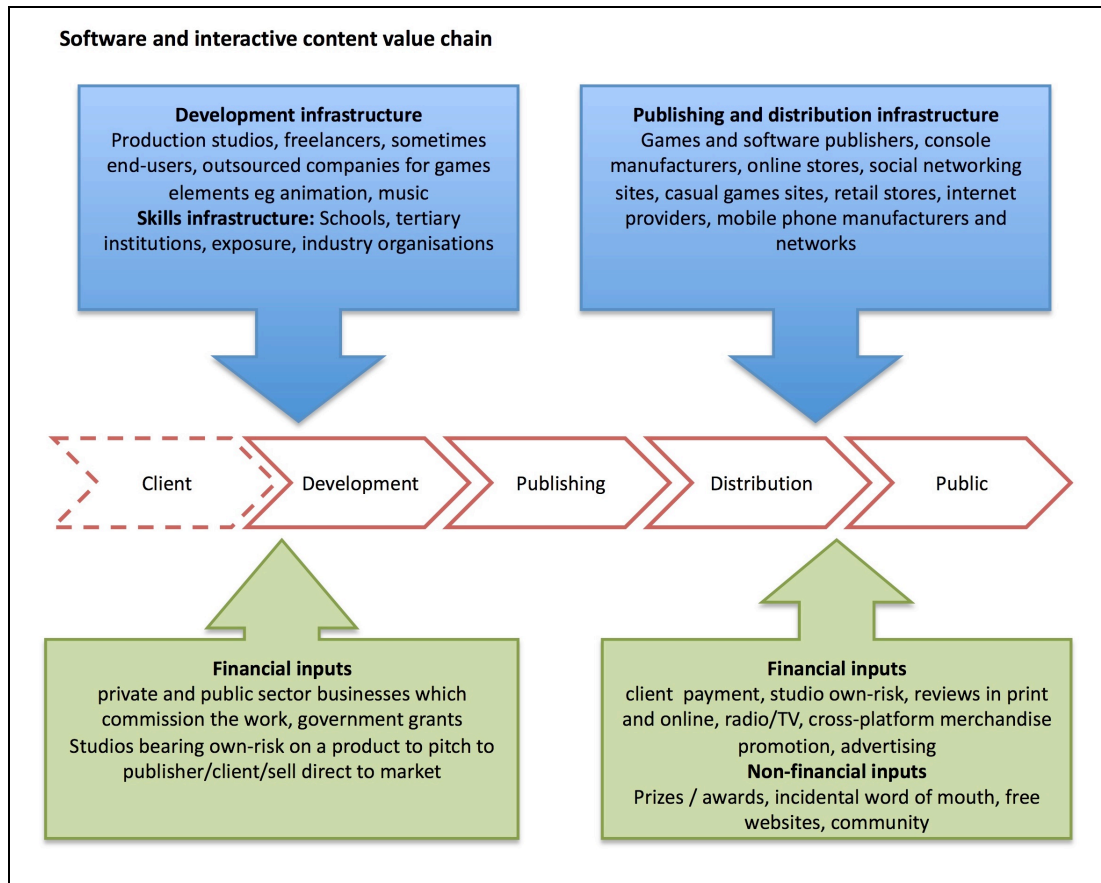 Software and interactive content value chain
Development infrastructure
Production studios, freelancers, sometimes
end-users, outsourced companies for games
elements eg animation, music
Skills infrastructure: Schools, tertiary
institutions, exposure, industry organisations
Publishing and distribution infrastructure
Games and software publishers, console
manufacturers, online stores, social networking
sites, casual games sites, retail stores, internet
providers, mobile phone manufacturers and
networks
Client
Development
Publishing
Distribution
Public
Financial inputs
private and public sector businesses which
commission the work, government grants
Studios bearing own-risk on a product to pitch to
publisher/client/sell direct to market
Financial inputs
client  payment, studio own-risk, reviews in print
and online, radio/TV, cross-platform merchandise
promotion, advertising
Non-financial inputs
Prizes / awards, incidental word of mouth, free
websites, community